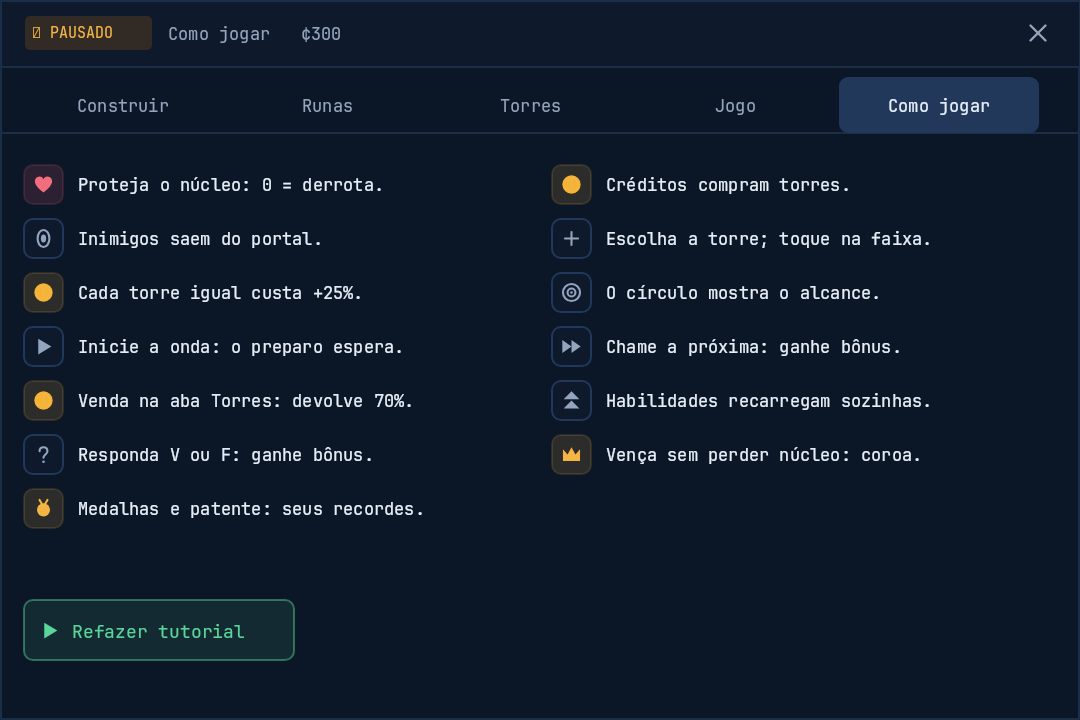 PAUSADO Como jogar ¢300
Construir Runas Torres Jogo Como jogar
Proteja o núcleo: 0 = derrota.
Créditos compram torres.
Inimigos saem do portal.
Escolha a torre; toque na faixa.
Cada torre igual custa +25%.
O círculo mostra o alcance.
Inicie a onda: o preparo espera.
Chame a próxima: ganhe bônus.
Venda na aba Torres: devolve 70%.
Habilidades recarregam sozinhas.
? Responda V ou F: ganhe bônus.
Vença sem perder núcleo: coroa.
Medalhas e patente: seus recordes.
Refazer tutorial